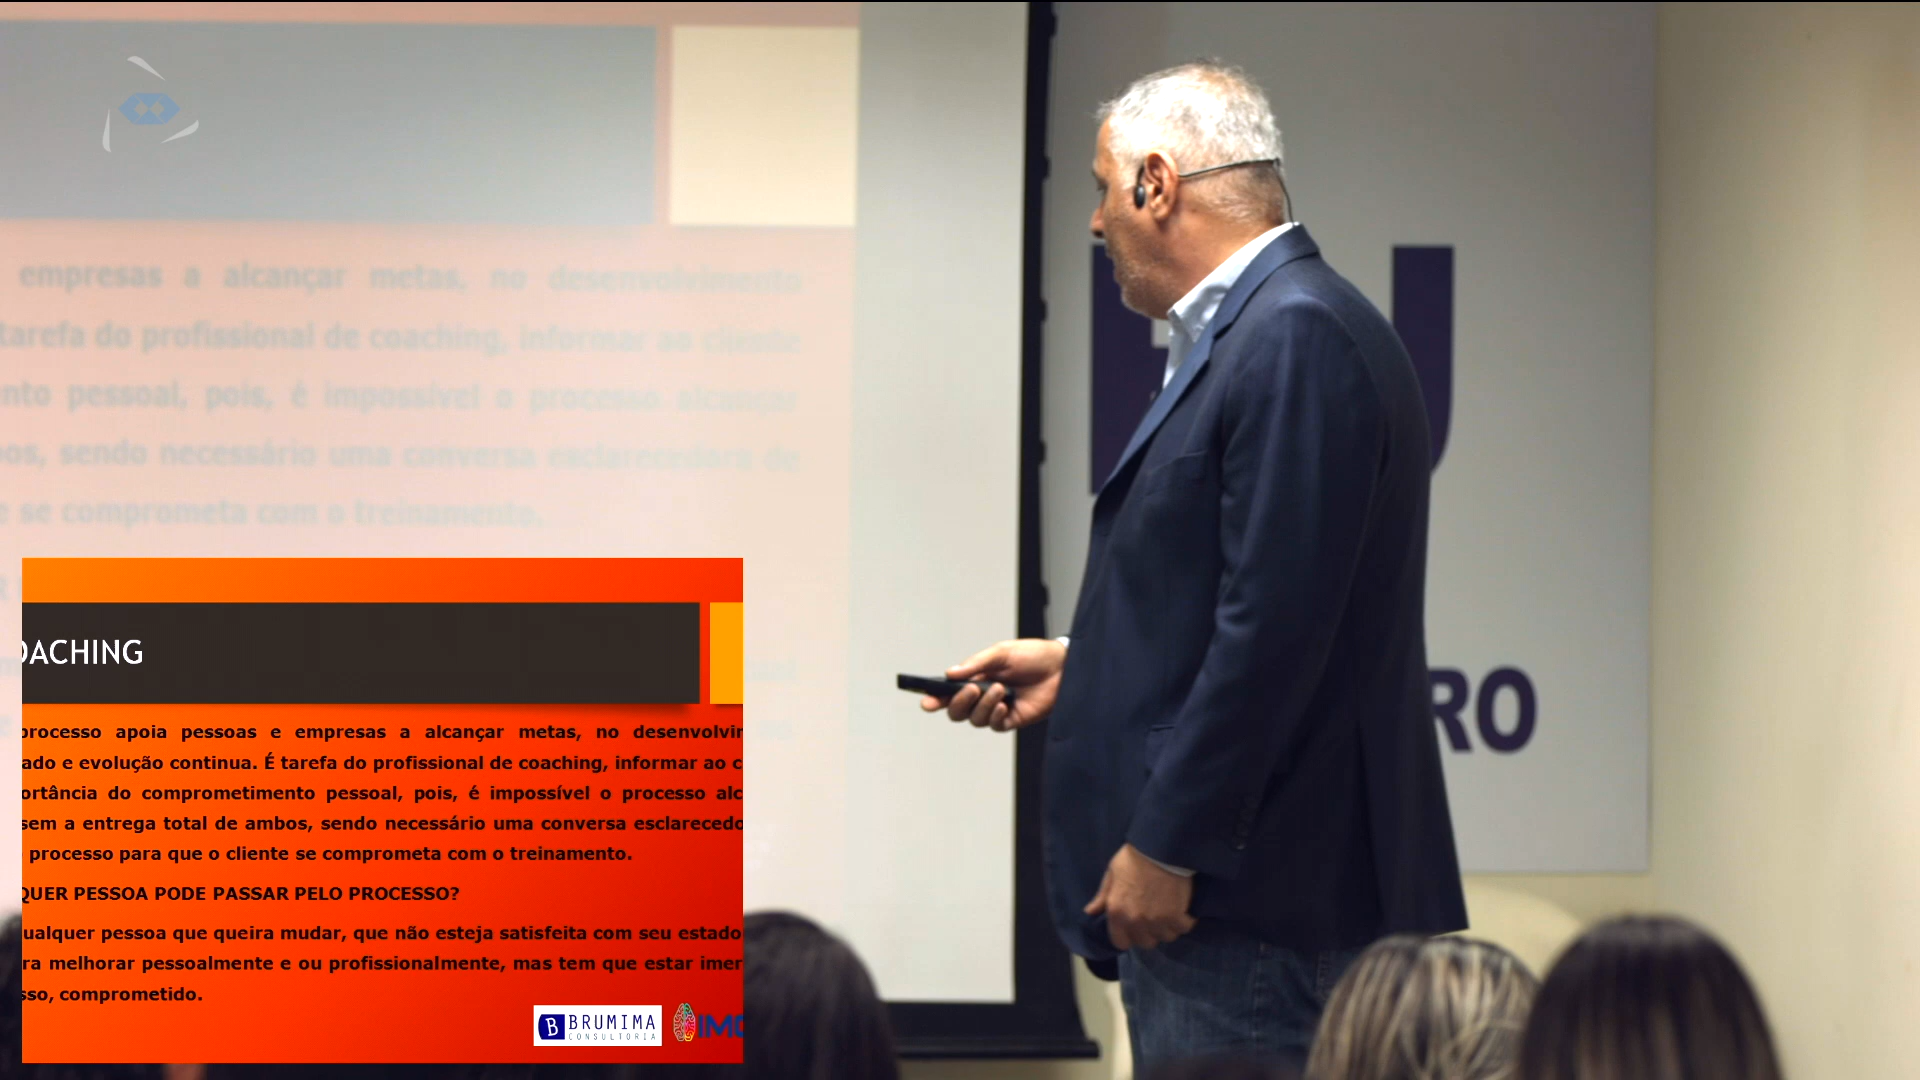 empresas a alcançar metas, no desenvolvimento
tarefa do profissional de coaching, informar ao cliente
nto pessoal, pois, é impossível o processo alcançar
os, sendo necessário uma conversa esclarecedora de
e se comprometa com o treinamento.
RO
OACHING
processo apoia pessoas e empresas a alcançar metas, no desenvolvi
ado e evolução continua. É tarefa do profissional de coaching, informar ao c
ortância do comprometimento pessoal, pois, é impossível o processo alc
sem a entrega total de ambos, sendo necessário uma conversa esclarecedo
processo para que o cliente se comprometa com o treinamento.
QUER PESSOA PODE PASSAR PELO PROCESSO?
ualquer pessoa que queira mudar, que não esteja satisfeita com seu estado
ra melhorar pessoalmente e ou profissionalmente, mas tem que estar imer
sso, comprometido.
B BRUMIMA
CONSULTORIA
IMC